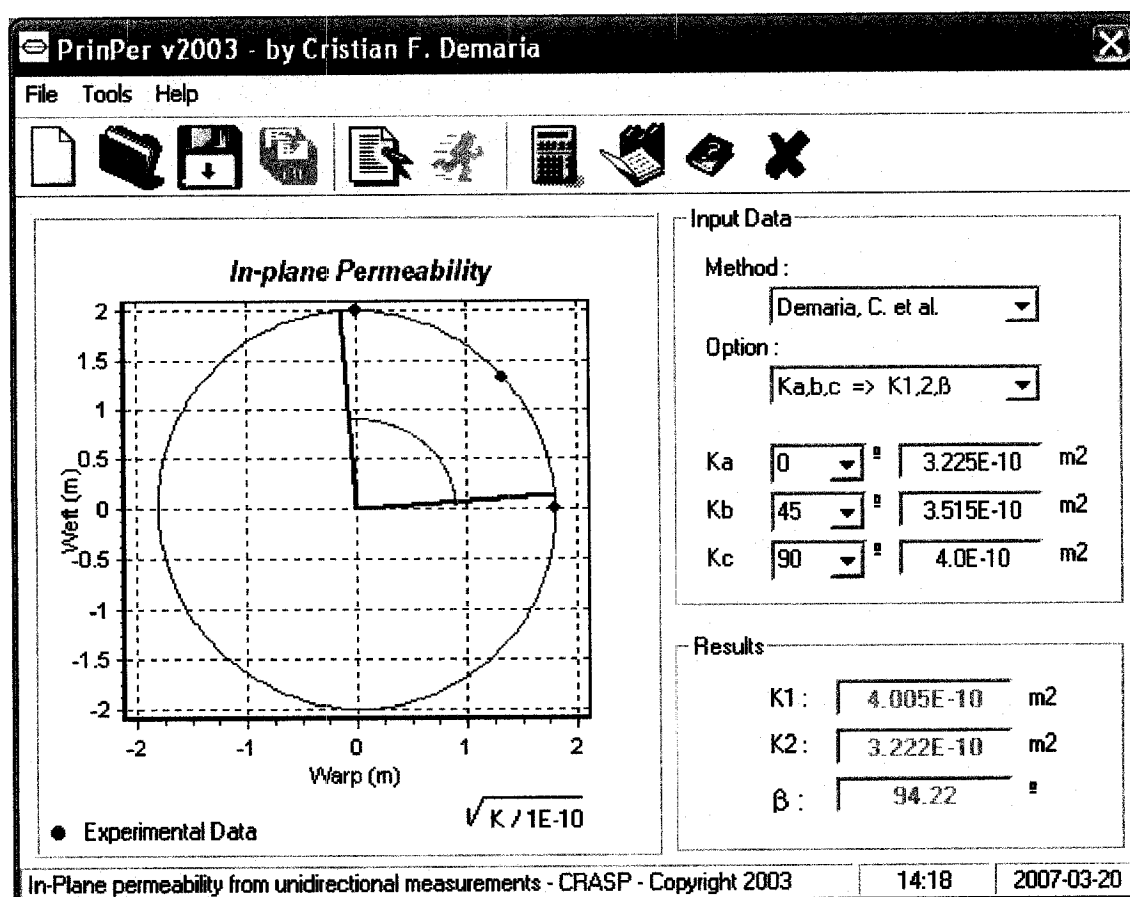 PrinPer v2003 - by Cristian F. Demaria
File Tools Help
In-plane Permeability
2
1.5
1
0.5
0
-0.5
-1
-1.5
-2
Weft (m)
-2 -1 0 1 2
Warp (m)
√K / 1E-10
● Experimental Data
Input Data
Method :
Demaria, C. et al.
Option :
Ka,b,c => K1,2,β
Ka 0 º 3.225E-10 m2
Kb 45 º 3.515E-10 m2
Kc 90 º 4.0E-10 m2
Results
K1 : 4.005E-10 m2
K2 : 3.222E-10 m2
β : 94.22 º
In-Plane permeability from unidirectional measurements - CRASP - Copyright 2003 14:18 2007-03-20